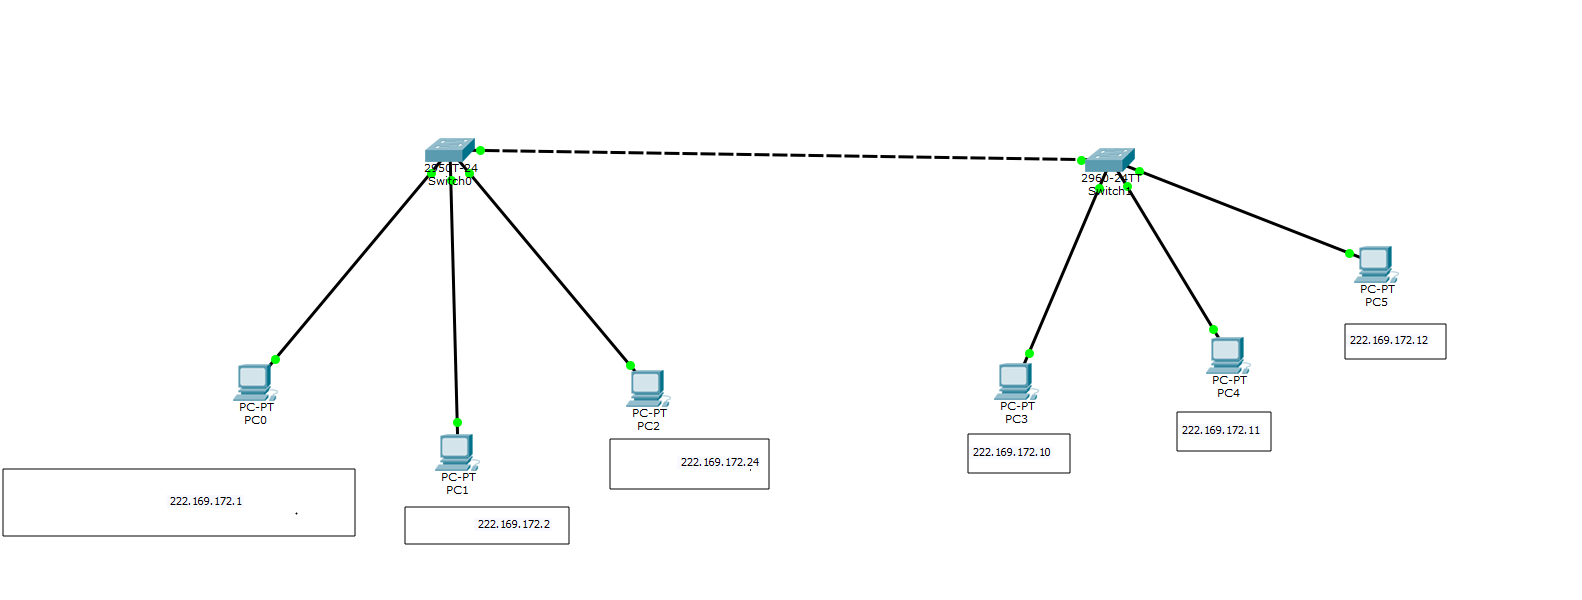 2950T-24
Switch0
2960-24TT
Switch1
PC-PT
PC5
222.169.172.12
PC-PT
PC0
PC-PT
PC2
PC-PT
PC3
PC-PT
PC4
222.169.172.11
222.169.172.24
222.169.172.10
PC-PT
PC1
222.169.172.1
222.169.172.2